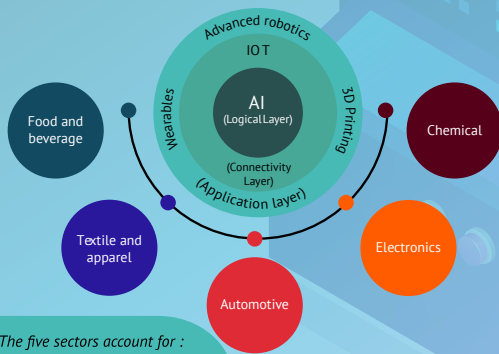 Advanced robotics
IOT
Wearables
3D Printing
AI
(Logical Layer)
(Connectivity
Layer)
(Application layer)
Food and
beverage
Chemical
Textile and
apparel
Electronics
Automotive
The five sectors account for :